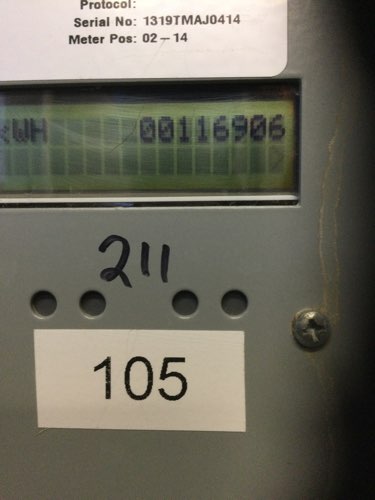 Protocol:
Serial No: 1319TMAJ0414
Meter Pos: 02-14
kWH 00116906
211
105